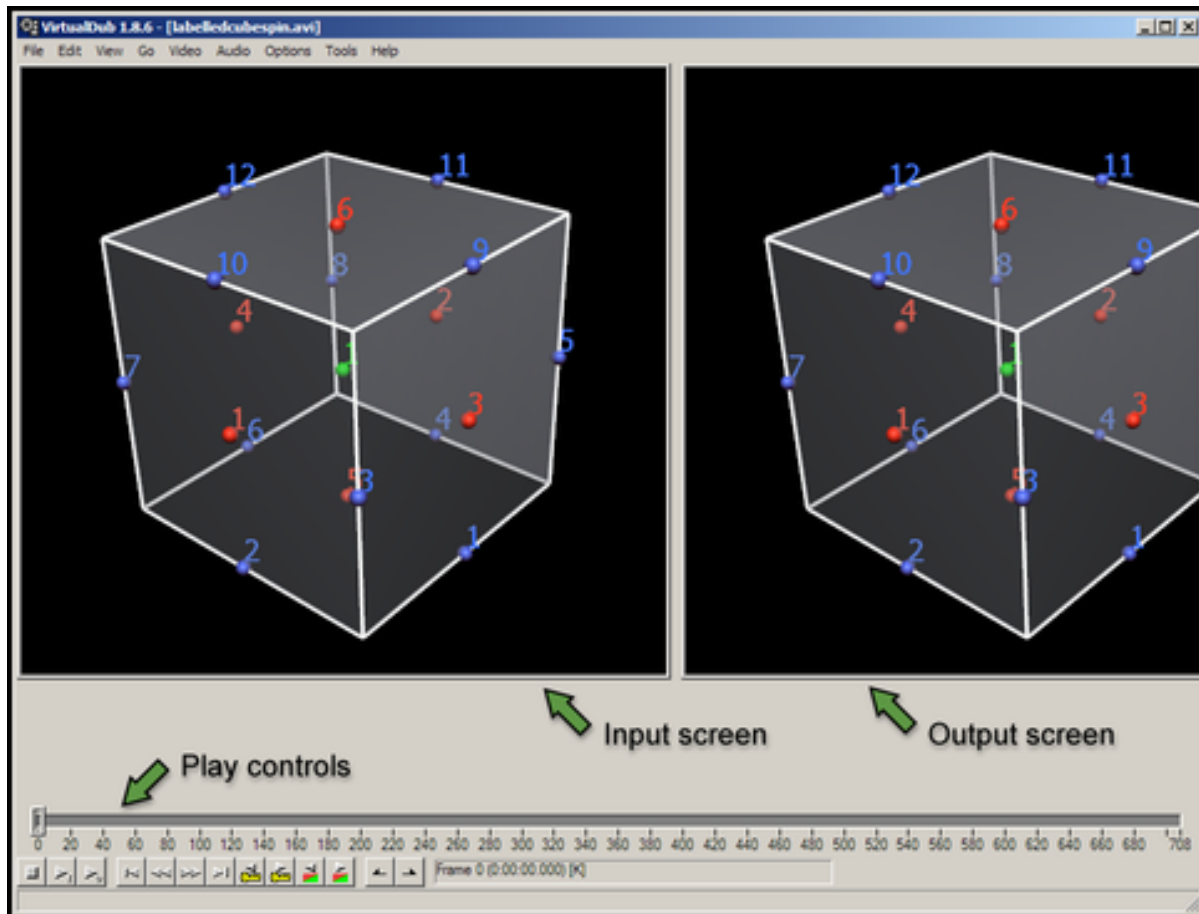 VirtualDub 1.8.6 - [labelledcubespin.avi]
File Edit View Go Video Audio Options Tools Help
12 11 12 11
6 6
10 8 9 10 8 9
4 2 4 2
7 1 5 7 1
1 6 3 4 1 6 3 4
5 3 5 3
2 1 2 1
Input screen Output screen
Play controls
0 20 40 60 80 100 120 140 160 180 200 220 240 260 280 300 320 340 360 380 400 420 440 460 480 500 520 540 560 580 600 620 640 660 680 708
Frame 0 (0:00:00.000) [K]